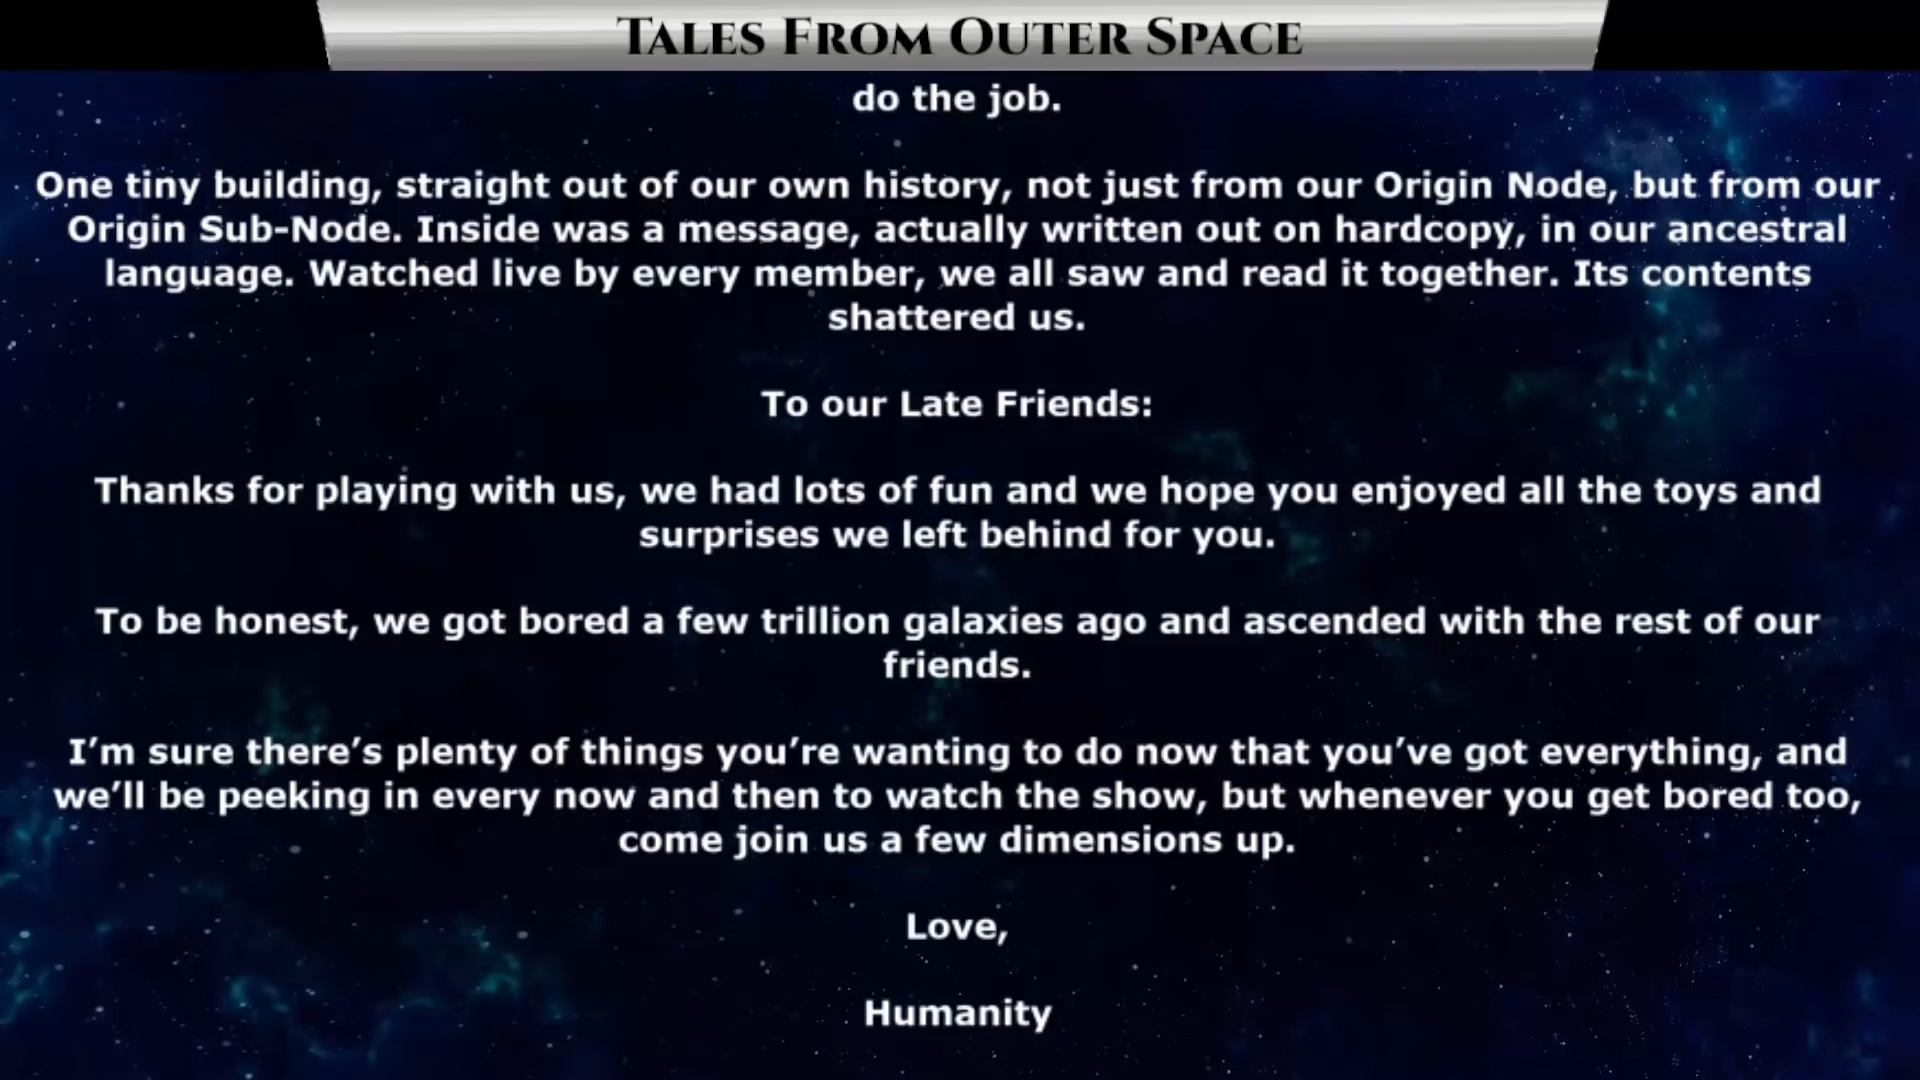 Tales From Outer Space
do the job.
One tiny building, straight out of our own history, not just from our Origin Node, but from our
Origin Sub-Node. Inside was a message, actually written out on hardcopy, in our ancestral
language. Watched live by every member, we all saw and read it together. Its contents
shattered us.
To our Late Friends:
Thanks for playing with us, we had lots of fun and we hope you enjoyed all the toys and
surprises we left behind for you.
To be honest, we got bored a few trillion galaxies ago and ascended with the rest of our
friends.
I’m sure there’s plenty of things you’re wanting to do now that you’ve got everything, and
we’ll be peeking in every now and then to watch the show, but whenever you get bored too,
come join us a few dimensions up.
Love,
Humanity